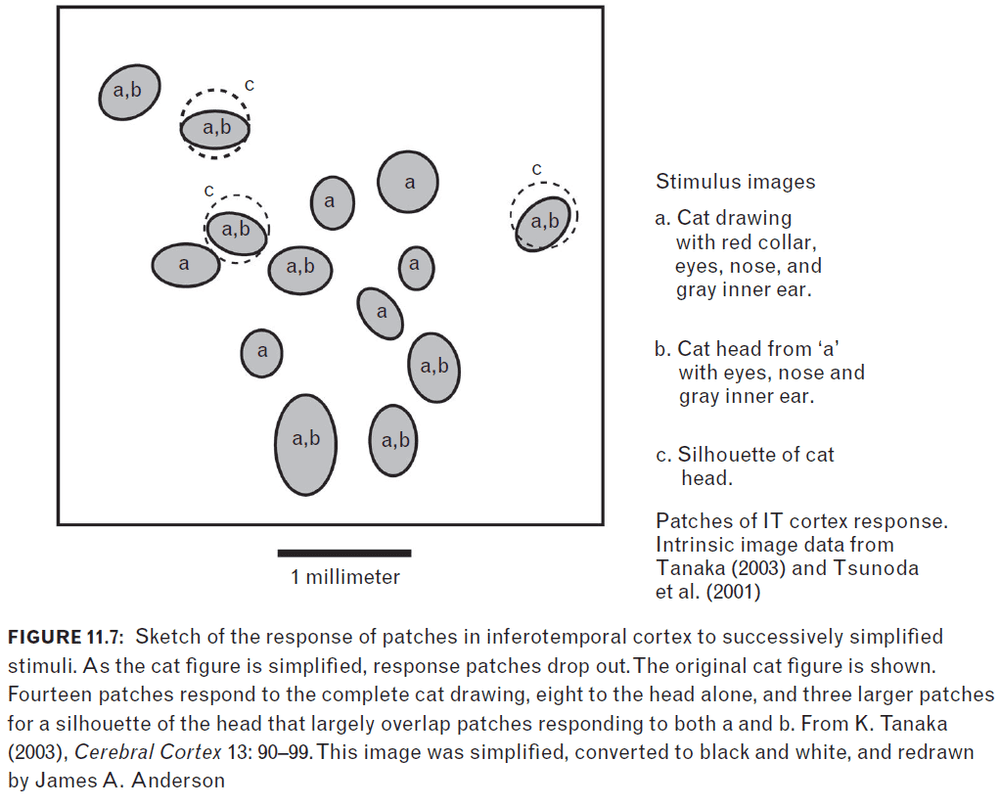 a,b
c
a,b
a
a
c
c
a,b
a,b
a
a,b
a
a
a
a,b
a,b
a,b
1 millimeter
Stimulus images
a. Cat drawing
with red collar,
eyes, nose, and
gray inner ear.
b. Cat head from ‘a’
with eyes, nose and
gray inner ear.
c. Silhouette of cat
head.
Patches of IT cortex response.
Intrinsic image data from
Tanaka (2003) and Tsunoda
et al. (2001)
FIGURE 11.7: Sketch of the response of patches in inferotemporal cortex to successively simplified
stimuli. As the cat figure is simplified, response patches drop out. The original cat figure is shown.
Fourteen patches respond to the complete cat drawing, eight to the head alone, and three larger patches
for a silhouette of the head that largely overlap patches responding to both a and b. From K. Tanaka
(2003), Cerebral Cortex 13: 90–99. This image was simplified, converted to black and white, and redrawn
by James A. Anderson